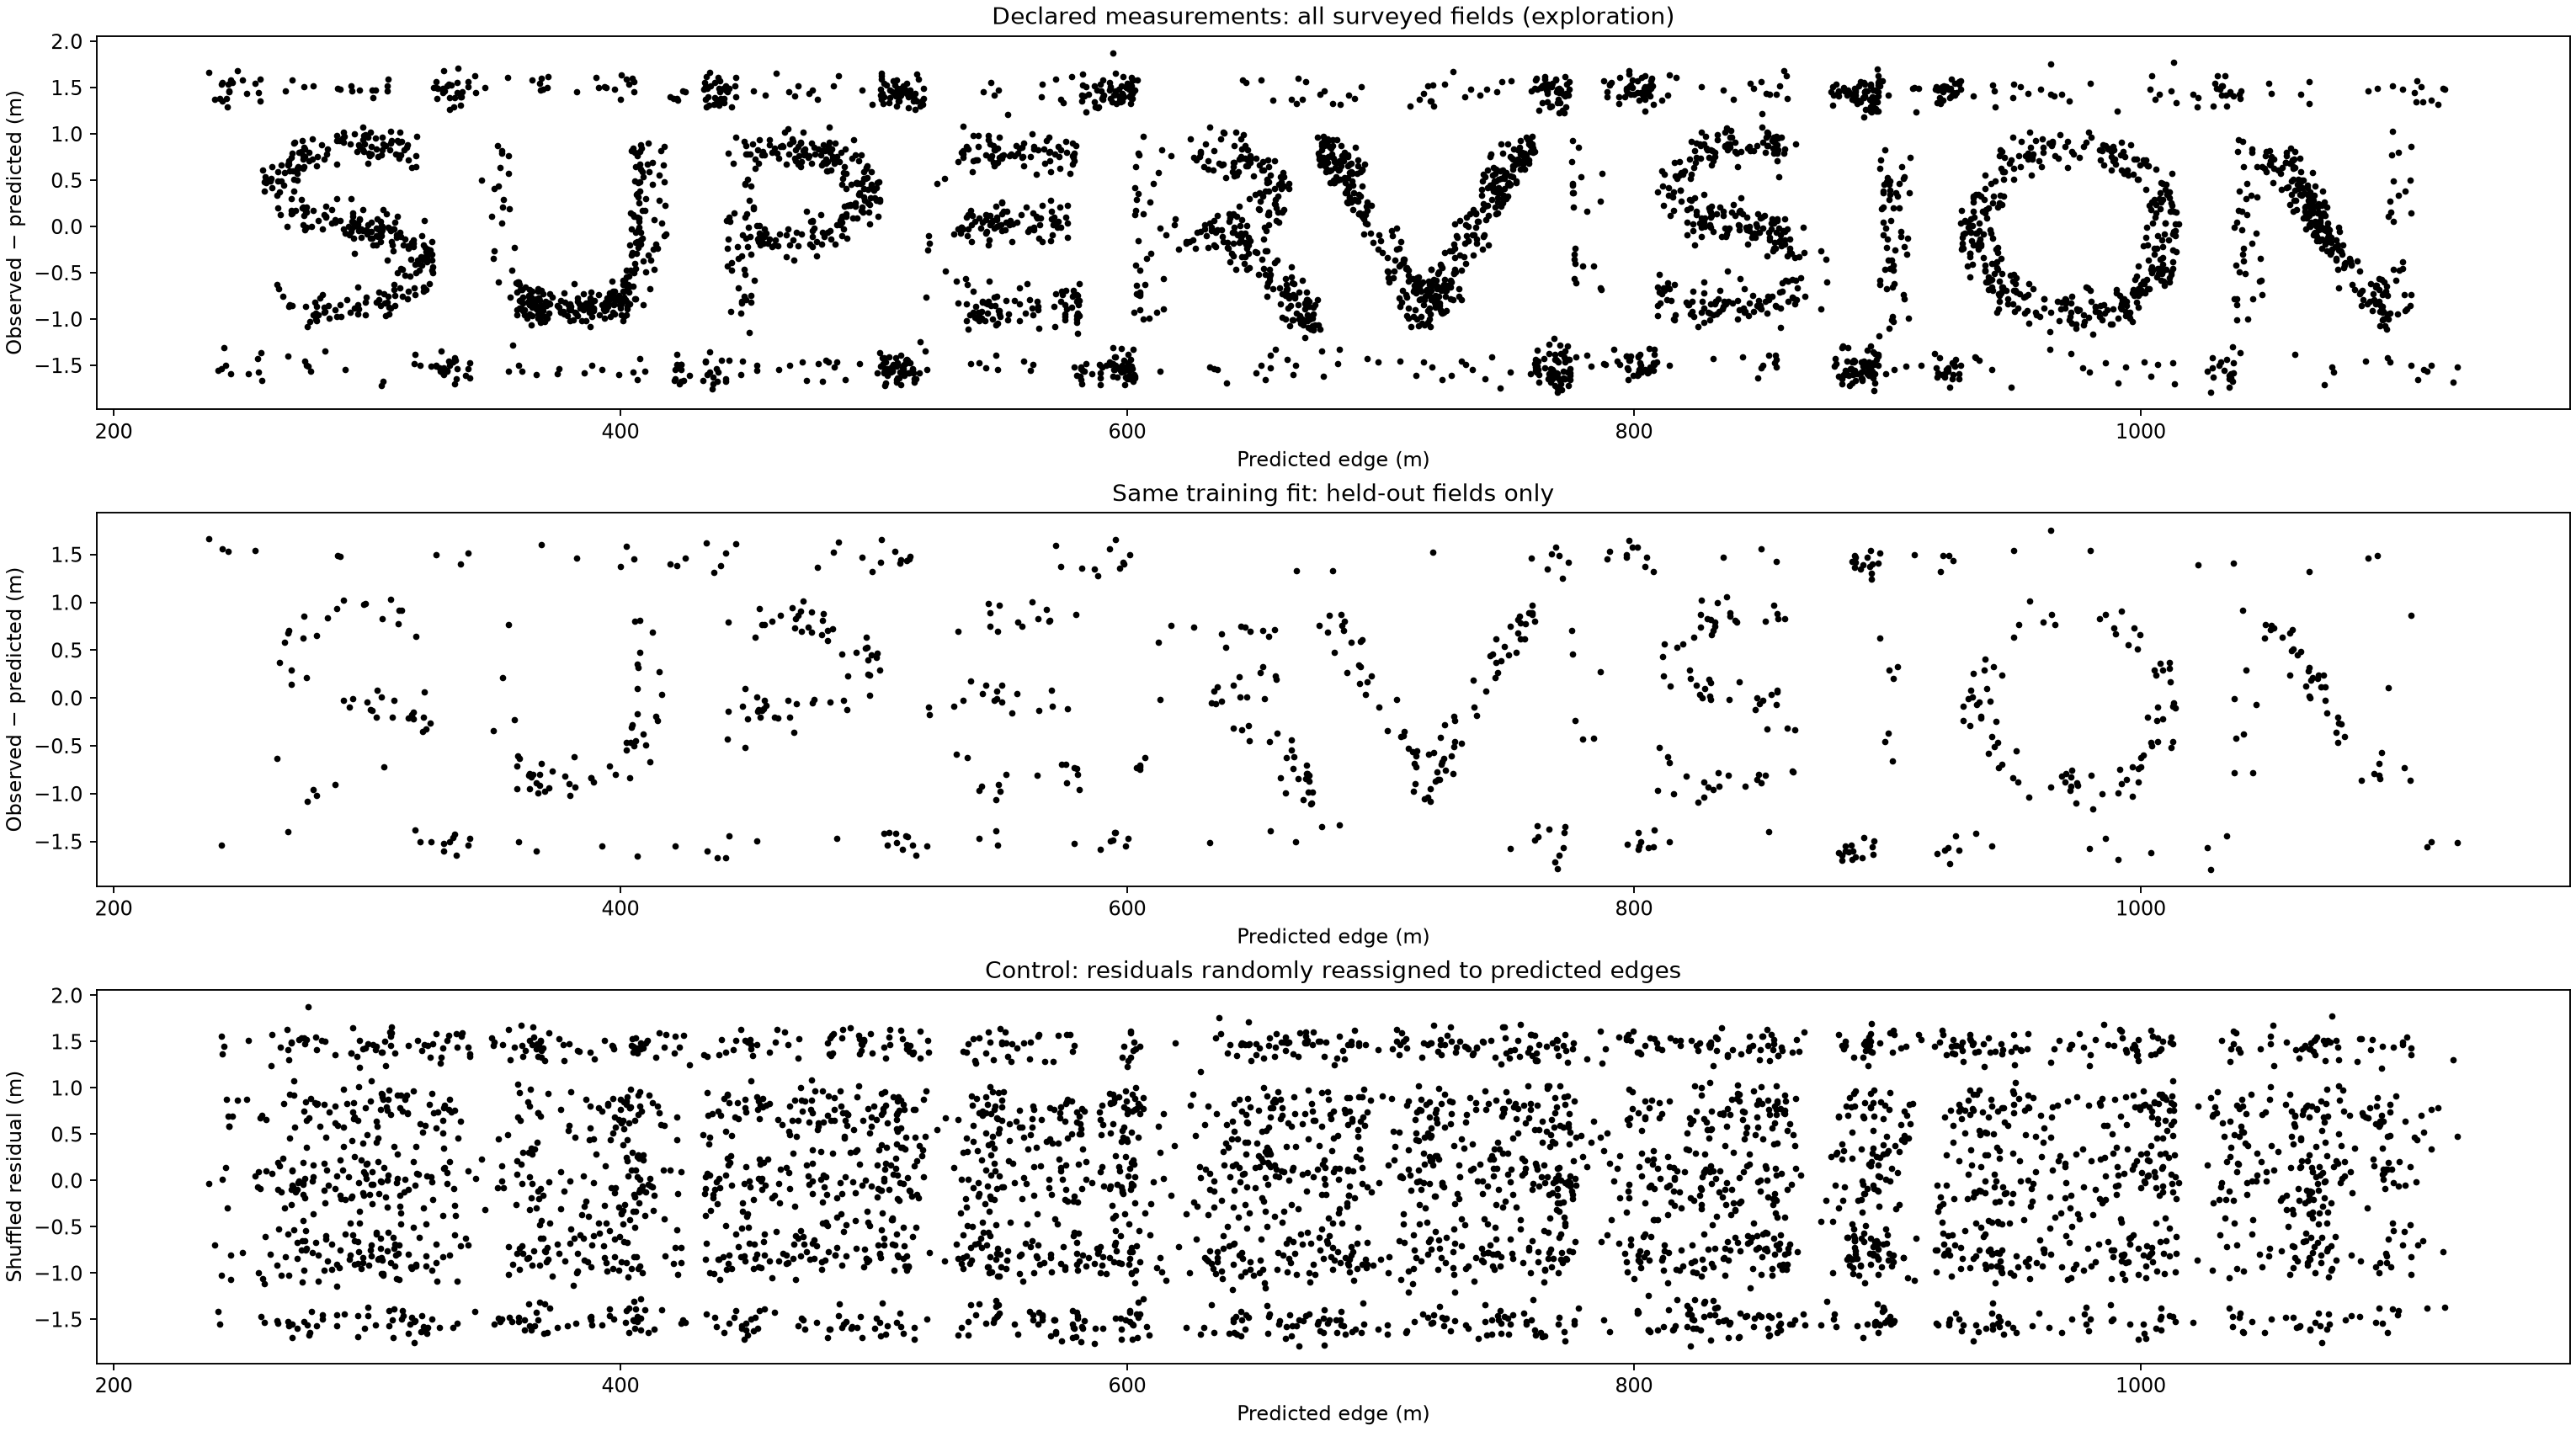 Declared measurements: all surveyed fields (exploration)
2.0
1.5
1.0
0.5
0.0
−0.5
−1.0
−1.5
Observed − predicted (m)
SUPERVISION
200 400 600 800 1000
Predicted edge (m)
Same training fit: held-out fields only
1.5
1.0
0.5
0.0
−0.5
−1.0
−1.5
Observed − predicted (m)
SUPERVISION
200 400 600 800 1000
Predicted edge (m)
Control: residuals randomly reassigned to predicted edges
2.0
1.5
1.0
0.5
0.0
−0.5
−1.0
−1.5
Shuffled residual (m)
200 400 600 800 1000
Predicted edge (m)